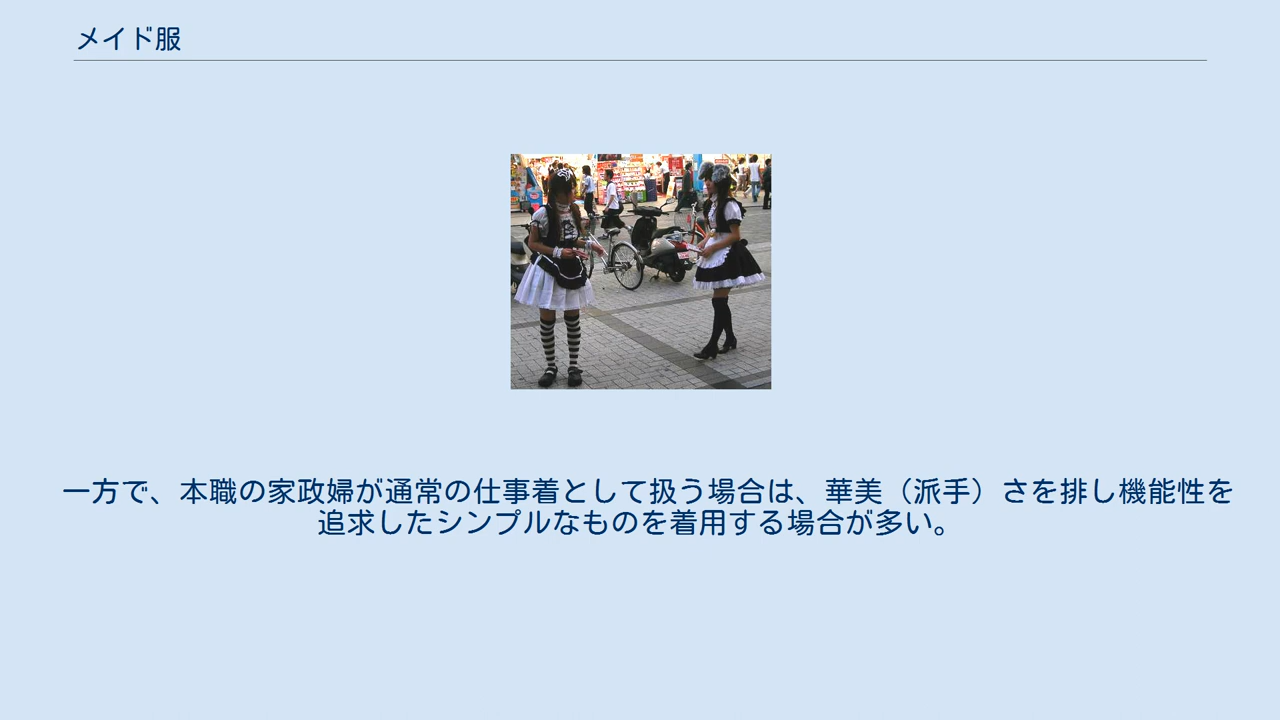 メイド服
一方で、本職の家政婦が通常の仕事着として扱う場合は、華美（派手）さを排し機能性を
追求したシンプルなものを着用する場合が多い。